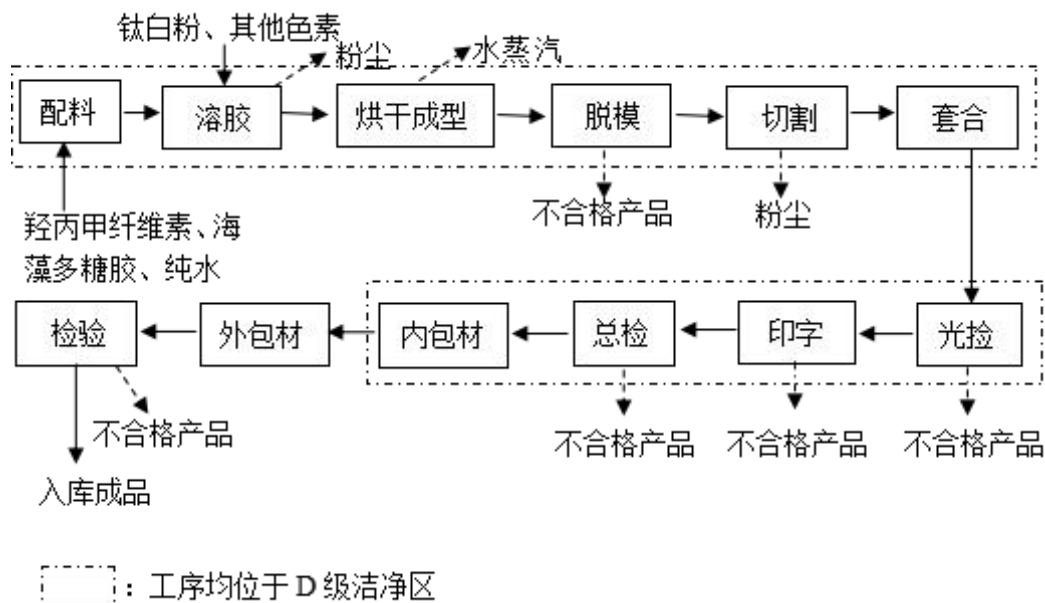 钛白粉、其他色素
粉尘
水蒸汽
配料
溶胶
烘干成型
脱模
切割
套合
羟丙甲纤维素、海
藻多糖胶、纯水
不合格产品
粉尘
检验
外包材
内包材
总检
印字
光捡
不合格产品
不合格产品
不合格产品
不合格产品
入库成品
：工序均位于 D 级洁净区